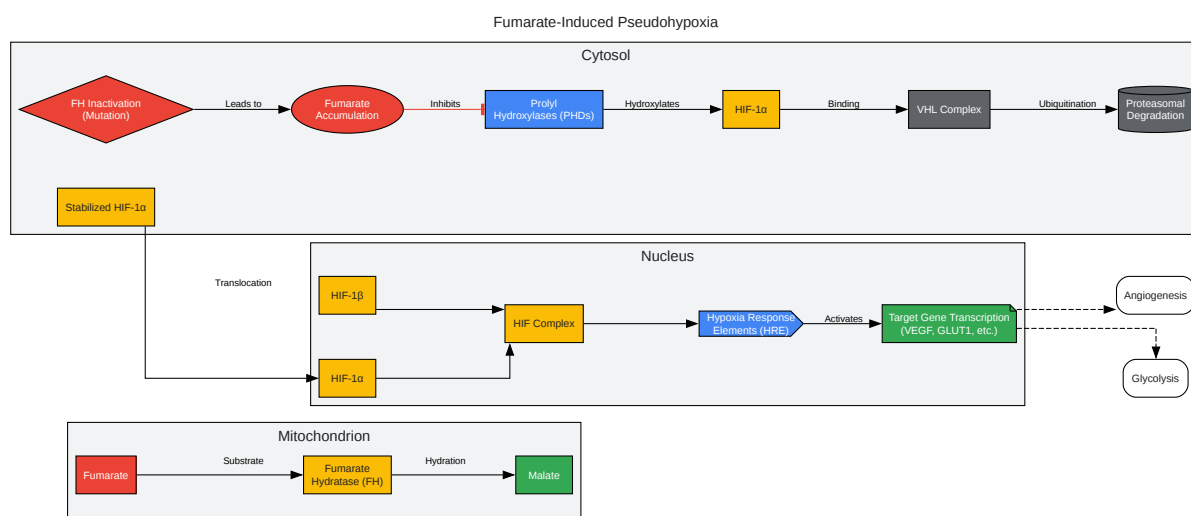 Fumarate-Induced Pseudohypoxia
Cytosol
FH Inactivation
(Mutation)
Leads to
Fumarate
Accumulation
Inhibits
Prolyl
Hydroxylases (PHDs)
Hydroxylates
HIF-1α
Binding
VHL Complex
Ubiquitination
Proteasomal
Degradation
Stabilized HIF-1α
Translocation
Nucleus
HIF-1β
HIF-1α
HIF Complex
Hypoxia Response
Elements (HRE)
Activates
Target Gene Transcription
(VEGF, GLUT1, etc.)
Angiogenesis
Glycolysis
Mitochondrion
Fumarate
Substrate
Fumarate
Hydratase (FH)
Hydration
Malate